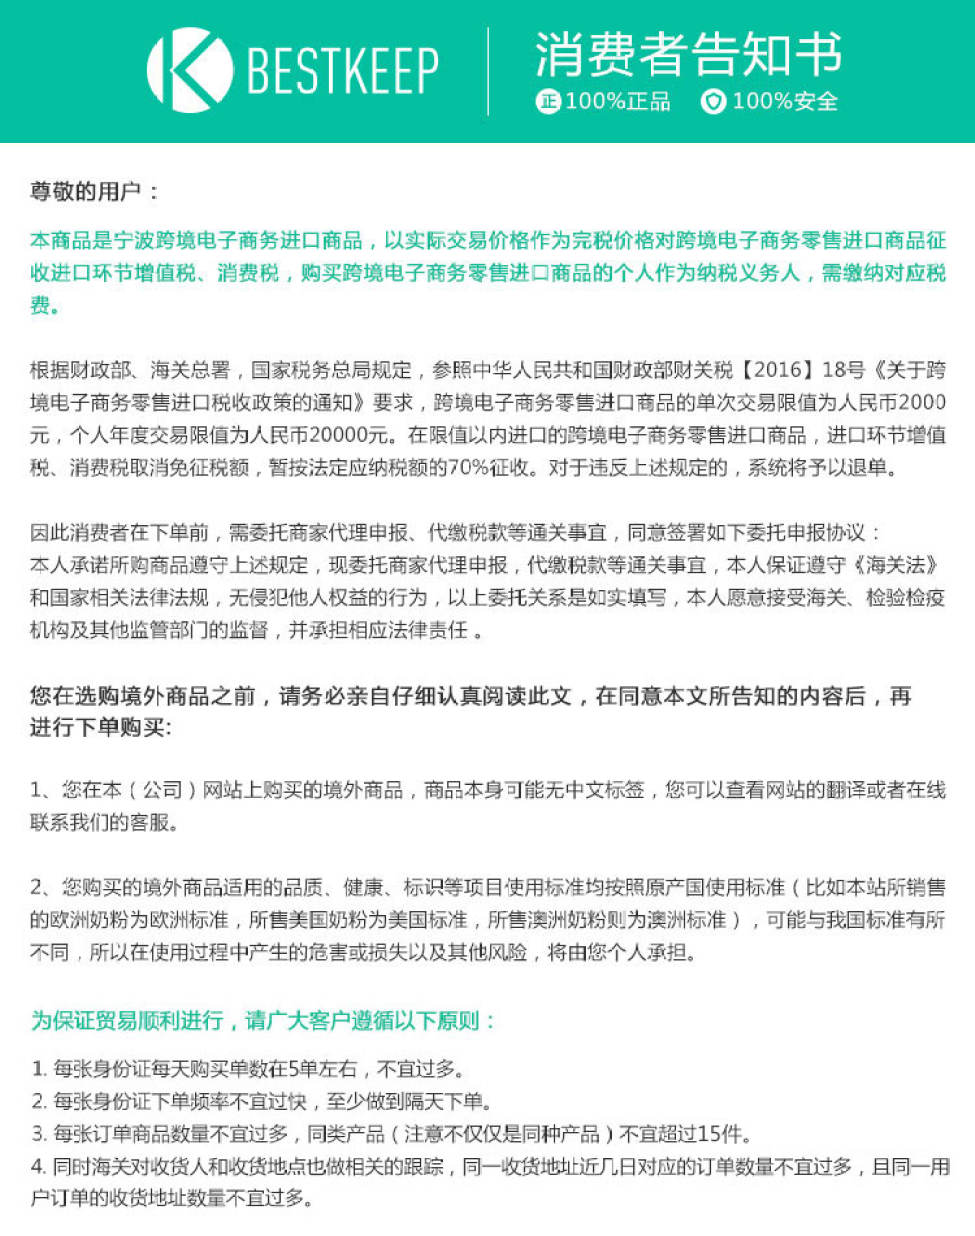 BESTKEEP
消费者告知书
正 100%正品 100%安全
尊敬的用户：
本商品是宁波跨境电子商务进口商品，以实际交易价格作为完税价格对跨境电子商务零售进口商品征
收进口环节增值税、消费税，购买跨境电子商务零售进口商品的个人作为纳税义务人，需缴纳对应税
费。
根据财政部、海关总署，国家税务总局规定，参照中华人民共和国财政部财关税【2016】18号《关于跨
境电子商务零售进口税收政策的通知》要求，跨境电子商务零售进口商品的单次交易限值为人民币2000
元，个人年度交易限值为人民币20000元。在限值以内进口的跨境电子商务零售进口商品，进口环节增值
税、消费税取消免征税额，暂按法定应纳税额的70%征收。对于违反上述规定的，系统将予以退单。
因此消费者在下单前，需委托商家代理申报、代缴税款等通关事宜，同意签署如下委托申报协议：
本人承诺所购商品遵守上述规定，现委托商家代理申报，代缴税款等通关事宜，本人保证遵守《海关法》
和国家相关法律法规，无侵犯他人权益的行为，以上委托关系是如实填写，本人愿意接受海关、检验检疫
机构及其他监管部门的监督，并承担相应法律责任 。
您在选购境外商品之前，请务必亲自仔细认真阅读此文，在同意本文所告知的内容后，再
进行下单购买:
1、您在本（公司）网站上购买的境外商品，商品本身可能无中文标签，您可以查看网站的翻译或者在线
联系我们的客服。
2、您购买的境外商品适用的品质、健康、标识等项目使用标准均按照原产国使用标准（比如本站所销售
的欧洲奶粉为欧洲标准，所售美国奶粉为美国标准，所售澳洲奶粉则为澳洲标准），可能与我国标准有所
不同，所以在使用过程中产生的危害或损失以及其他风险，将由您个人承担。
为保证贸易顺利进行，请广大客户遵循以下原则：
1. 每张身份证每天购买单数在5单左右，不宜过多。
2. 每张身份证下单频率不宜过快，至少做到隔天下单。
3. 每张订单商品数量不宜过多，同类产品（注意不仅仅是同种产品）不宜超过15件。
4. 同时海关对收货人和收货地点也做相关的跟踪，同一收货地址近几日对应的订单数量不宜过多，且同一用
户订单的收货地址数量不宜过多。